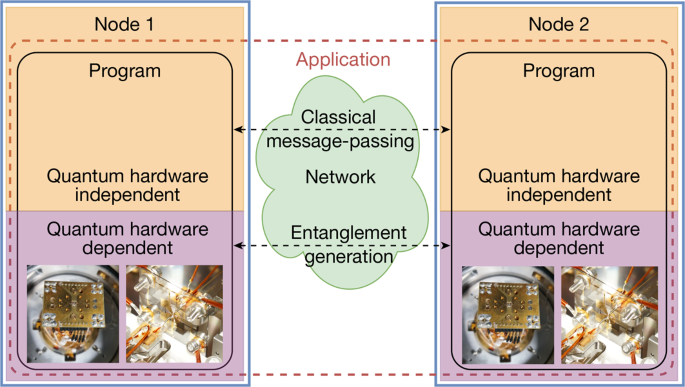 Node 1
Program
Quantum hardware
independent
Quantum hardware
dependent
Application
Classical
message-passing
Network
Entanglement
generation
Node 2
Program
Quantum hardware
independent
Quantum hardware
dependent